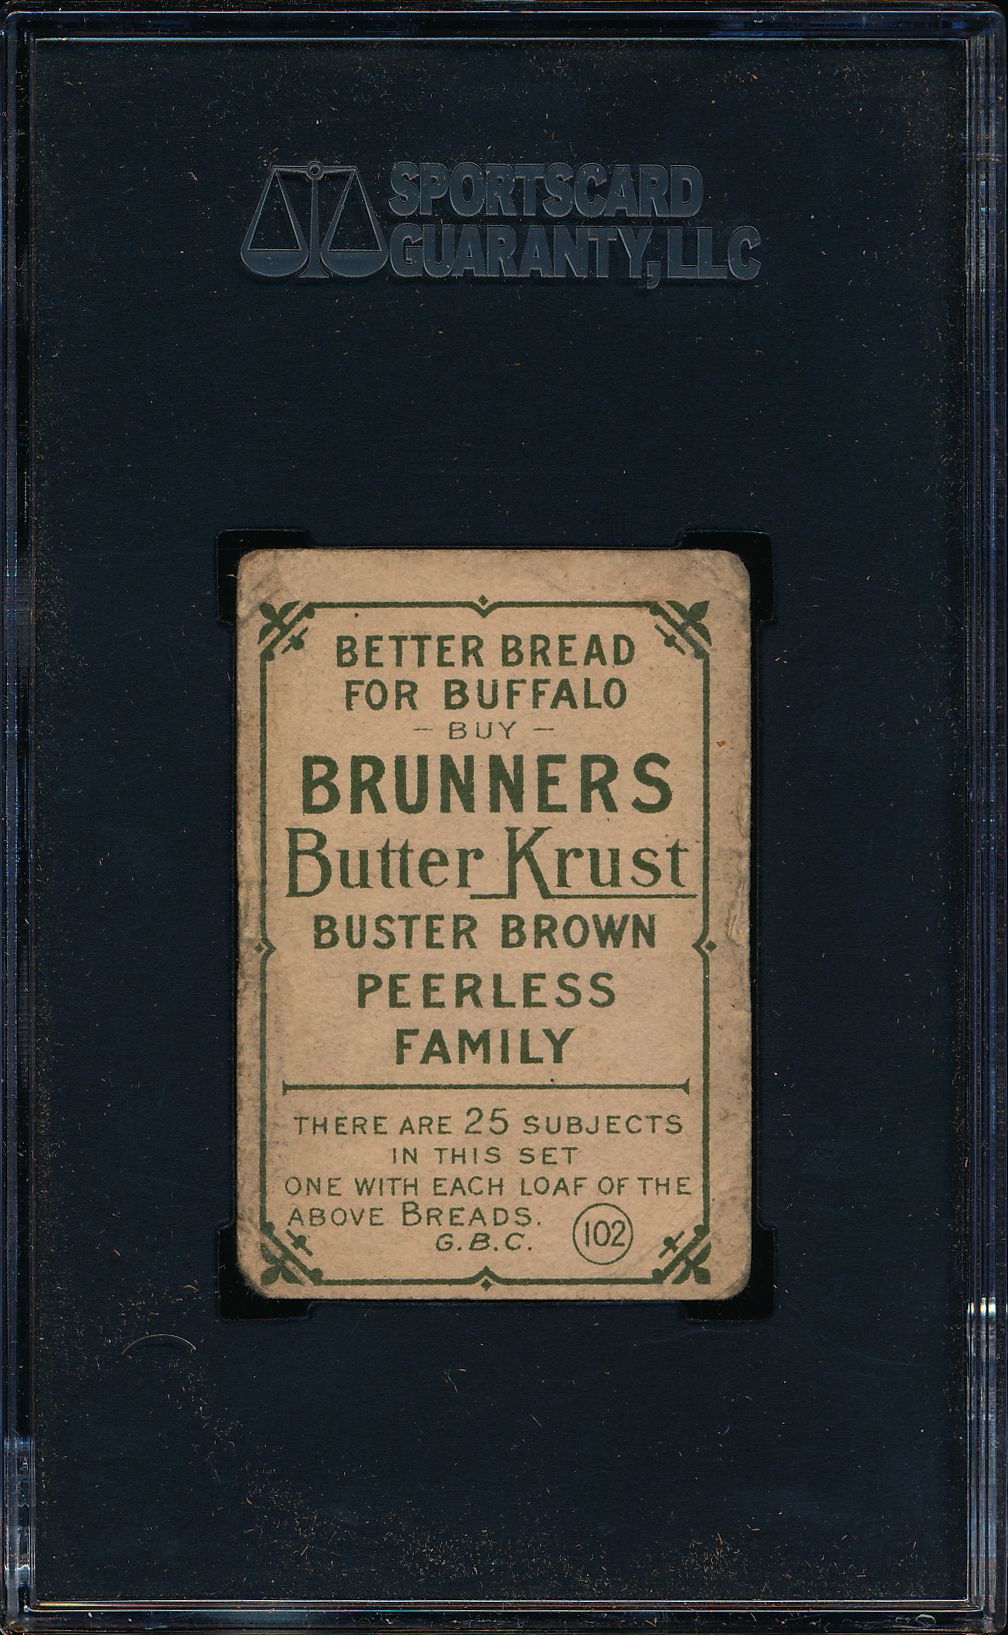 SPORTSCARD
GUARANTY, LLC
BETTER BREAD
FOR BUFFALO
- BUY -
BRUNNERS
Butter Krust
BUSTER BROWN
PEERLESS
FAMILY
THERE ARE 25 SUBJECTS
IN THIS SET
ONE WITH EACH LOAF OF THE
ABOVE BREADS.
G.B.C. 102